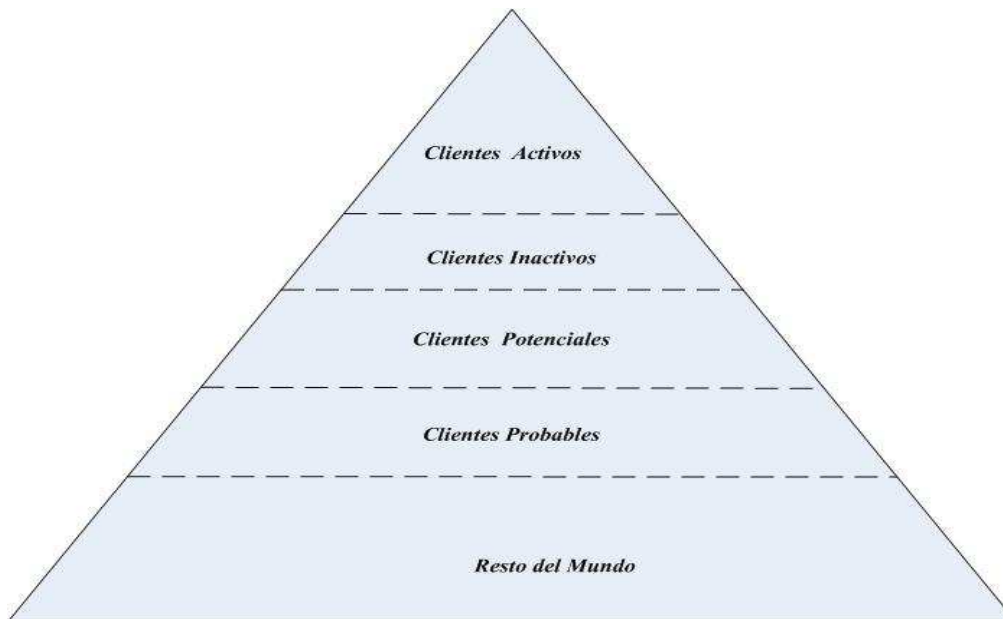 Clientes Activos
Clientes Inactivos
Clientes Potenciales
Clientes Probables
Resto del Mundo